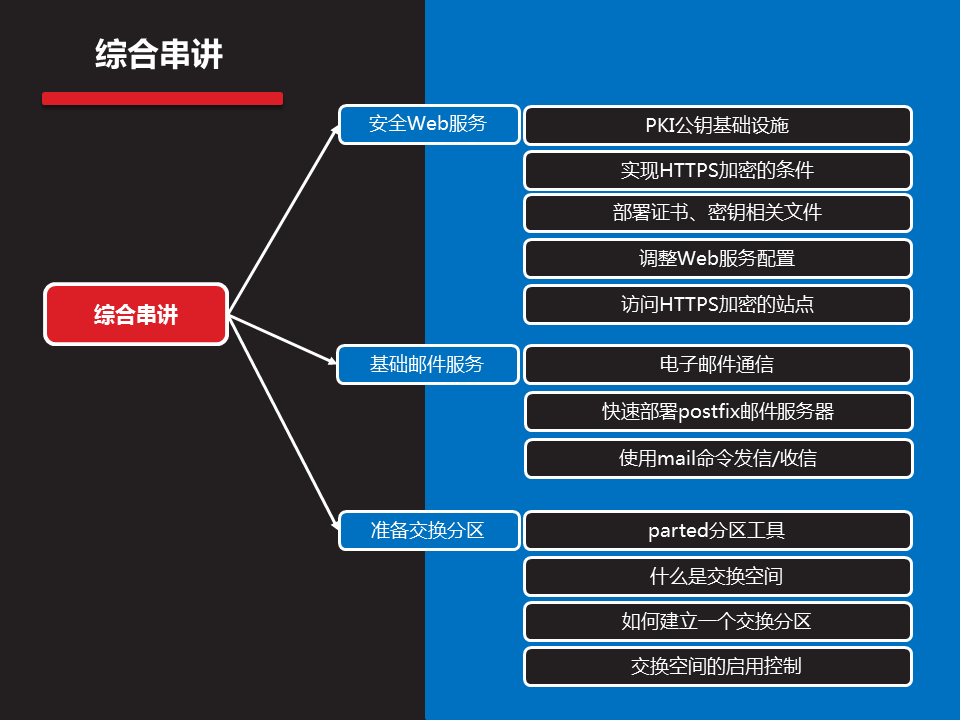 综合串讲
综合串讲
安全Web服务
PKI公钥基础设施
实现HTTPS加密的条件
部署证书、密钥相关文件
调整Web服务配置
访问HTTPS加密的站点
基础邮件服务
电子邮件通信
快速部署postfix邮件服务器
使用mail命令发信/收信
准备交换分区
parted分区工具
什么是交换空间
如何建立一个交换分区
交换空间的启用控制